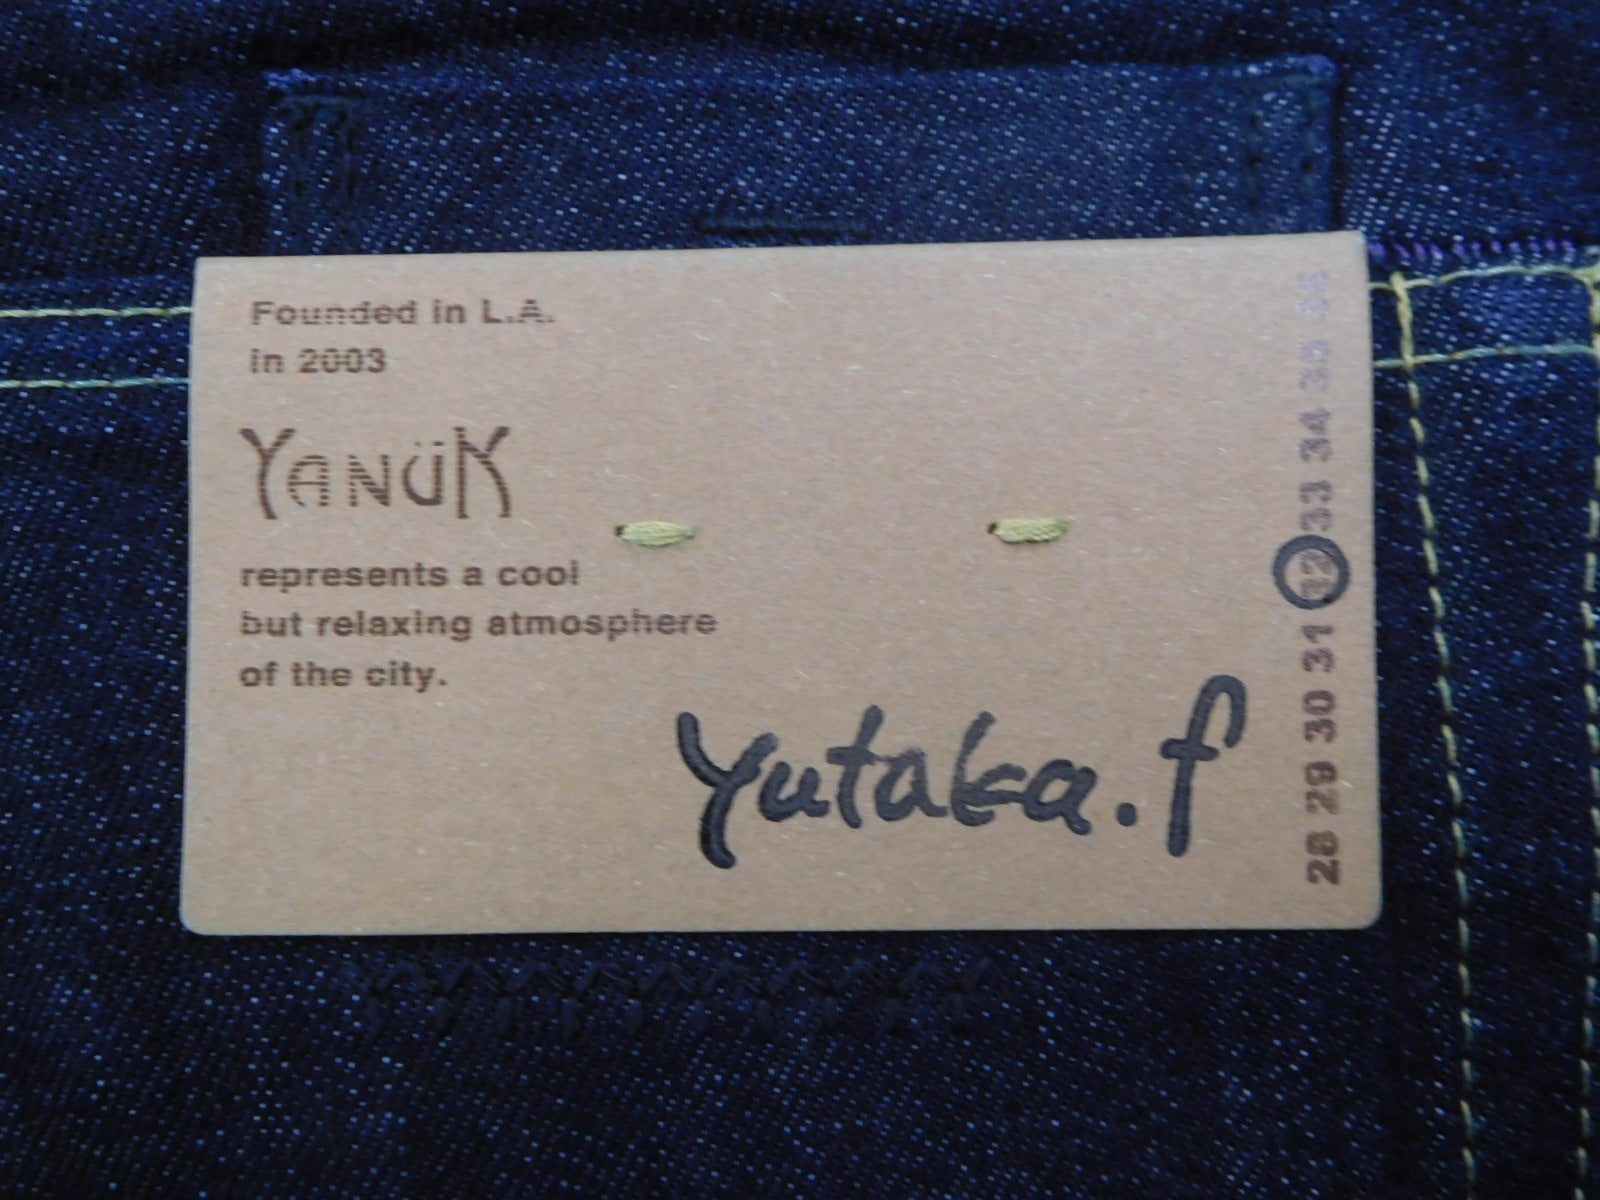 Founded in L.A.
in 2003
YANÜK
represents a cool
but relaxing atmosphere
of the city.
Yutaka.f
28 29 30 31 32 33 34 35 36